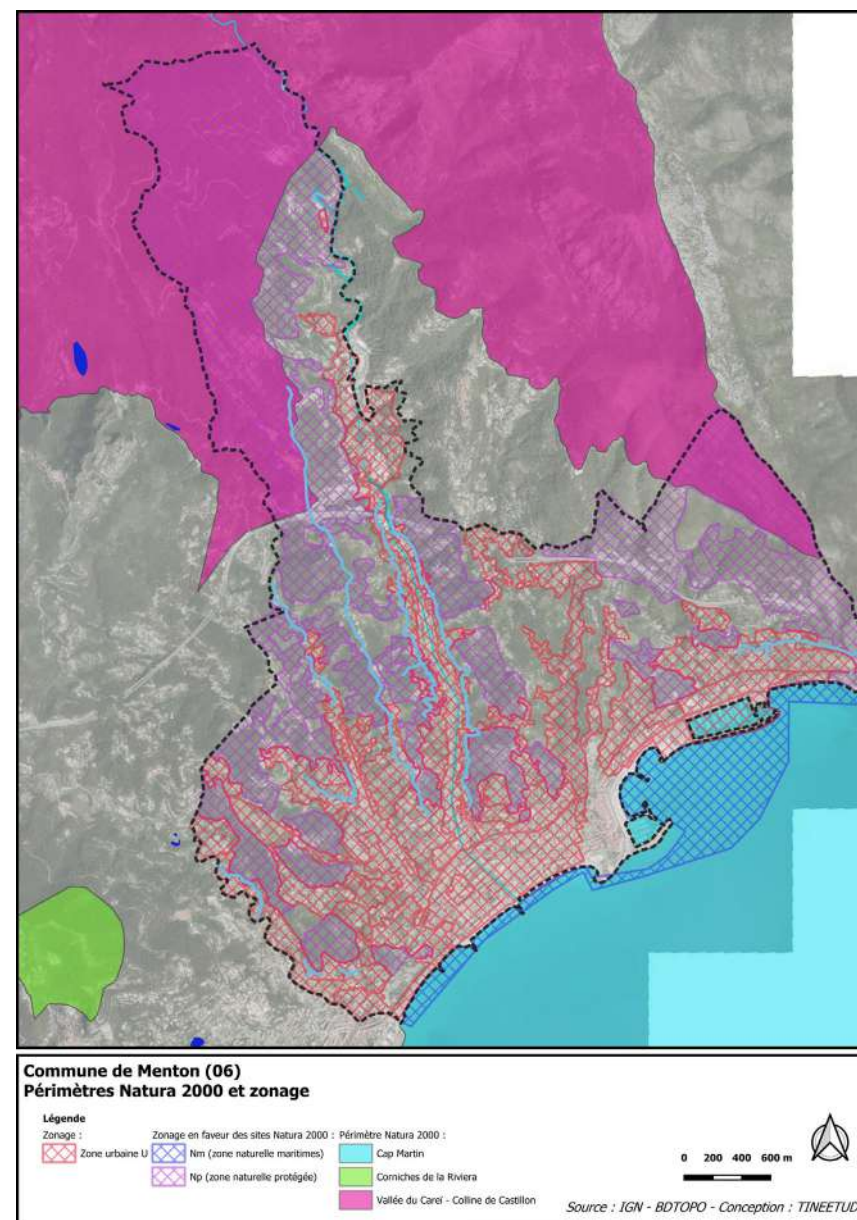 Commune de Menton (06)
Périmètres Natura 2000 et zonage
Légende
Zonage :
Zone urbaine U
Zonage en faveur des sites Natura 2000 :
Nm (zone naturelle maritimes)
Np (zone naturelle protégée)
Périmètre Natura 2000 :
Cap Martin
Corniches de la Riviera
Vallée du Careï - Colline de Castillon
0 200 400 600 m
Source : IGN - BDTOPO - Conception : TINEETUD